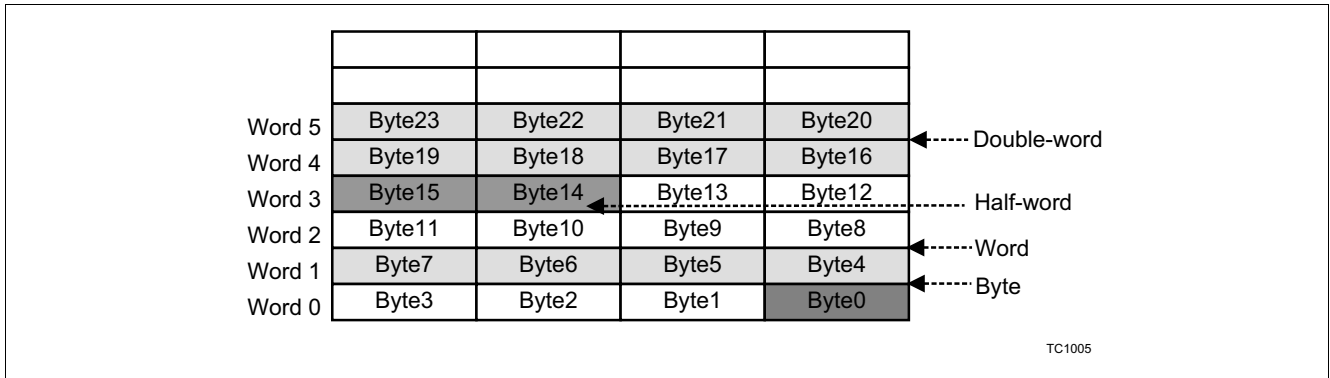 Word 5 Byte23 Byte22 Byte21 Byte20
Double-word
Word 4 Byte19 Byte18 Byte17 Byte16
Word 3 Byte15 Byte14 Byte13 Byte12
Half-word
Word 2 Byte11 Byte10 Byte9 Byte8
Word
Word 1 Byte7 Byte6 Byte5 Byte4
Byte
Word 0 Byte3 Byte2 Byte1 Byte0
TC1005